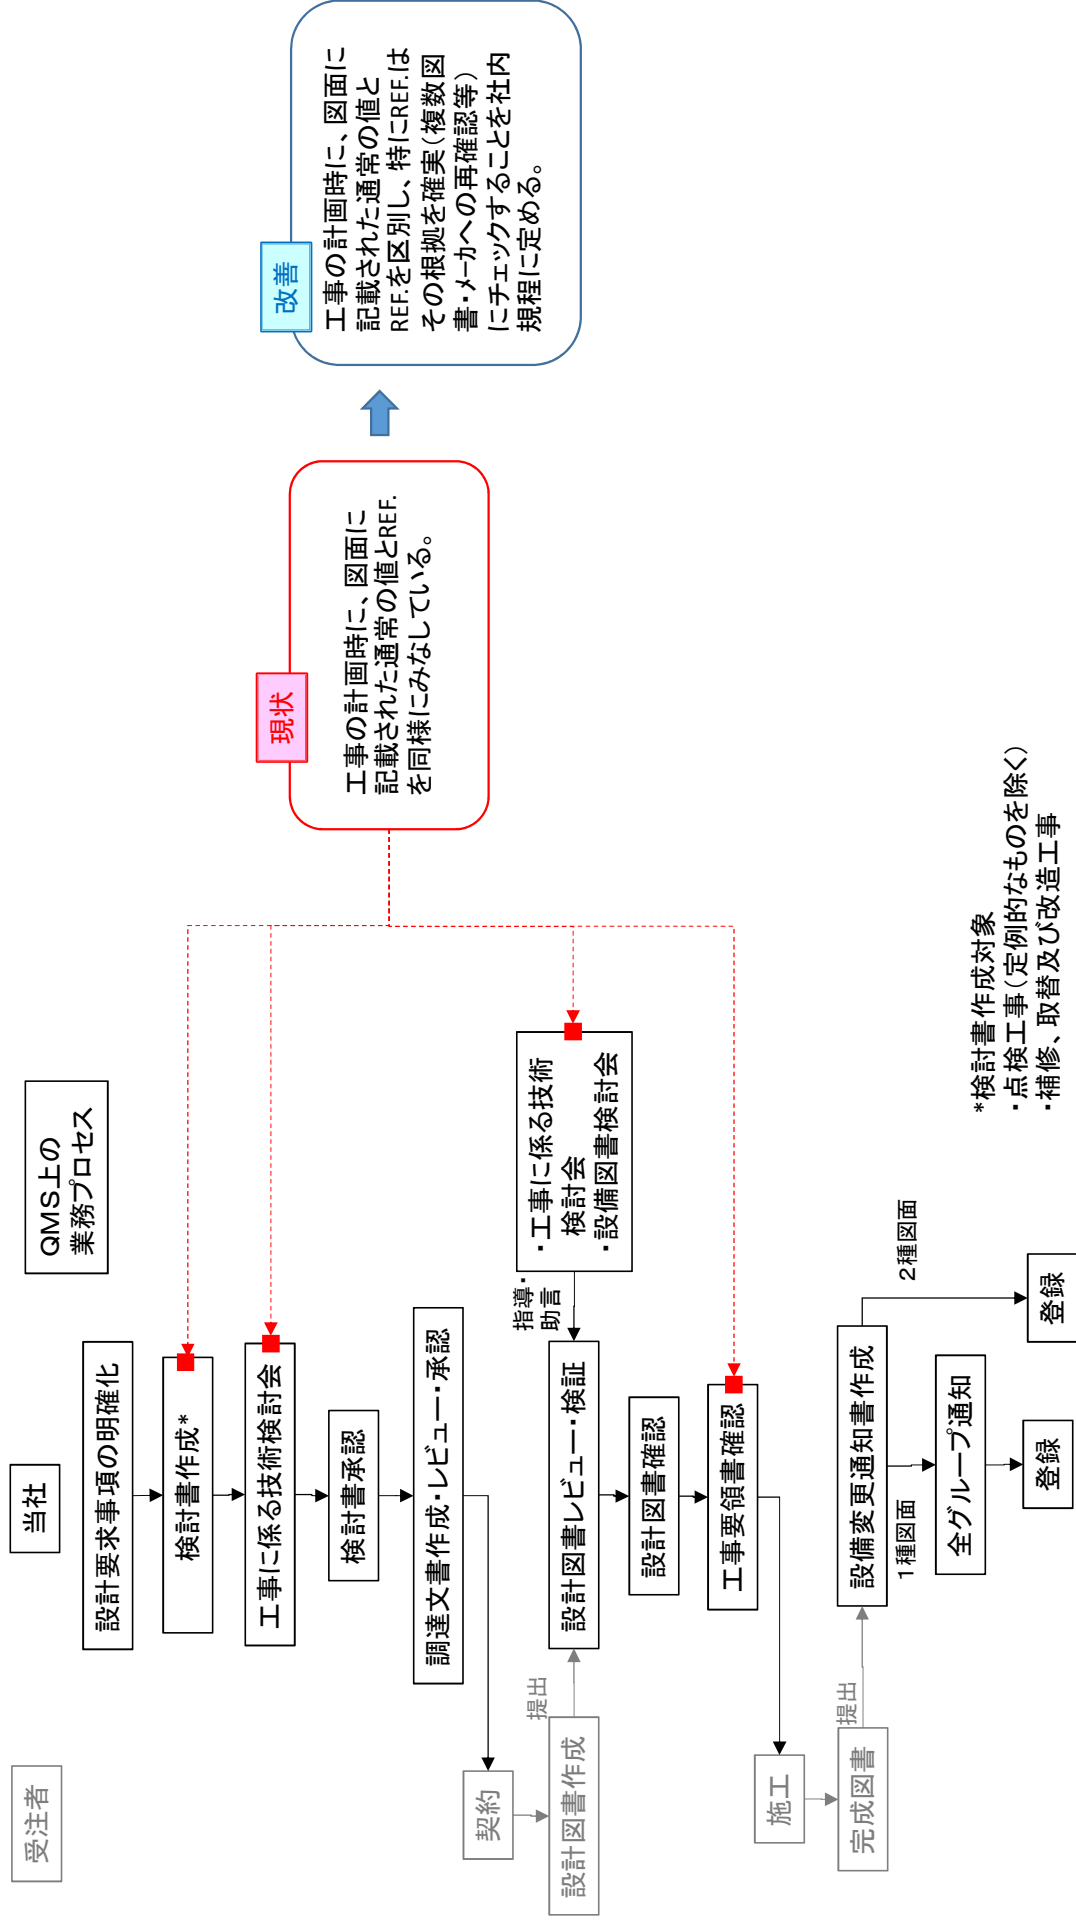 受注者
当社
QMS上の
業務プロセス
設計要求事項の明確化
検討書作成*
工事に係る技術検討会
検討書承認
調達文書作成・レビュー・承認
契約
設計図書作成
提出
設計図書レビュー・検証
指導・
助言
・工事に係る技術
検討会
・設備図書検討会
設計図書確認
工事要領書確認
施工
完成図書
提出
設備変更通知書作成
1種図面
2種図面
全グループ通知
登録
登録
現状
工事の計画時に、図面に
記載された通常の値とREF.
を同様にみなしている。
改善
工事の計画時に、図面に
記載された通常の値と
REF.を区別し、特にREF.は
その根拠を確実(複数図
書・メーカへの再確認等)
にチェックすることを社内
規程に定める。
*検討書作成対象
・点検工事(定例的なものを除く)
・補修、取替及び改造工事